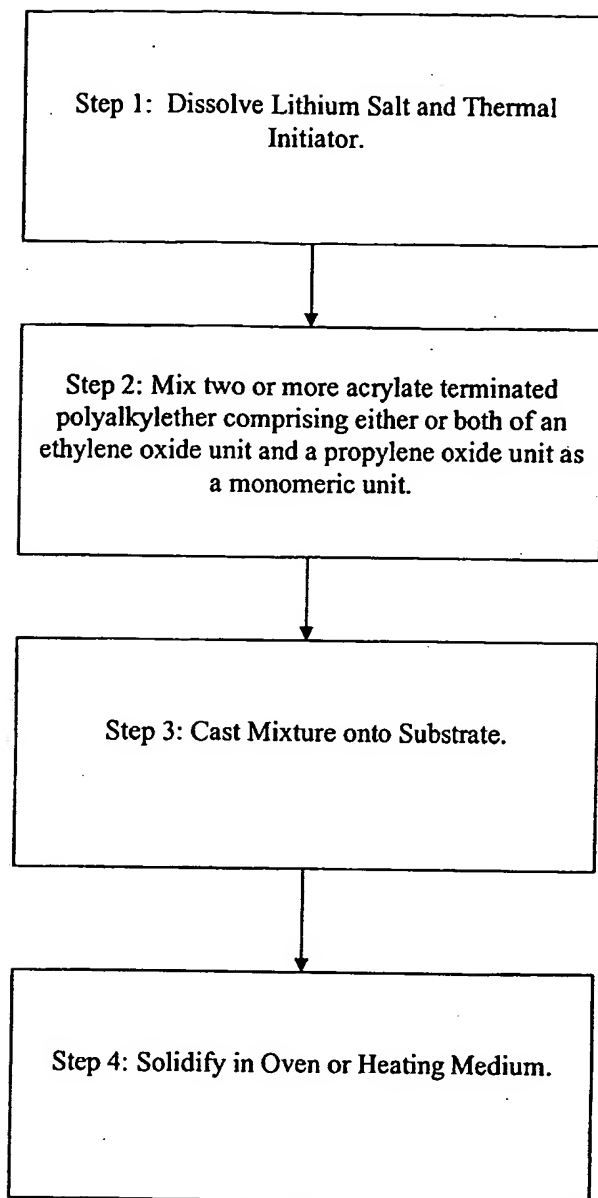 Step 1: Dissolve Lithium Salt and Thermal
Initiator.
Step 2: Mix two or more acrylate terminated
polyalkylether comprising either or both of an
ethylene oxide unit and a propylene oxide unit as
a monomeric unit.
Step 3: Cast Mixture onto Substrate.
Step 4: Solidify in Oven or Heating Medium.